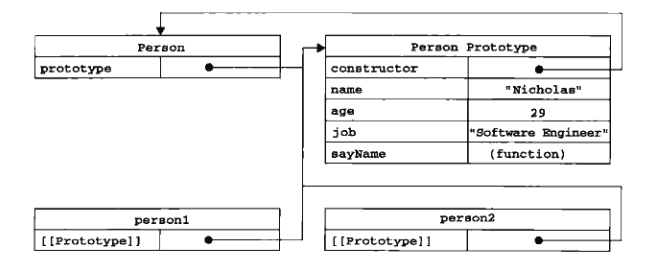 Person
prototype
Person Prototype
constructor
name "Nicholas"
age 29
job "Software Engineer"
sayName (function)
person1
[[Prototype]]
person2
[[Prototype]]